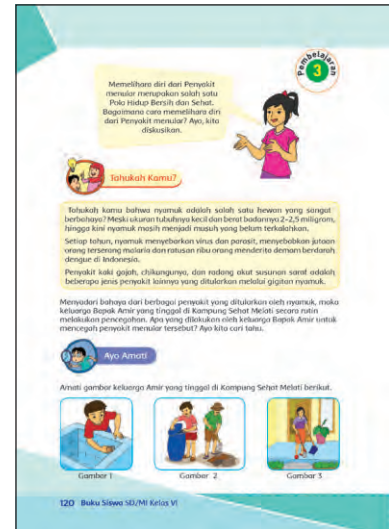 Pembelajaran
3
Memelihara diri dari Penyakit
menular merupakan salah satu
Pola Hidup Bersih dan Sehat.
Bagaimana cara memelihara diri
dari Penyakit menular? Ayo, kita
diskusikan.
Tahukah Kamu?
Tahukah kamu bahwa nyamuk adalah salah satu hewan yang sangat
berbahaya? Meski ukuran tubuhnya kecil dan berat badannya 2-2,5 miligram,
hingga kini nyamuk masih menjadi musuh yang belum terkalahkan.
Setiap tahun, nyamuk menyebarkan virus dan parasit, menyebabkan jutaan
orang terserang malaria dan ratusan ribu orang menderita demam berdarah
dengue di Indonesia.
Penyakit kaki gajah, chikungunya, dan radang akut susunan saraf adalah
beberapa jenis penyakit lainnya yang ditularkan melalui gigitan nyamuk.
Menyadari bahaya dari berbagai penyakit yang ditularkan oleh nyamuk, maka
keluarga Bapak Amir yang tinggal di Kampung Sehat Melati secara rutin
melakukan pencegahan. Apa yang dilakukan oleh keluarga Bapak Amir untuk
mencegah penyakit menular tersebut? Ayo kita cari tahu.
Ayo Amati
Amati gambar keluarga Amir yang tinggal di Kampung Sehat Melati berikut.
Gambar 1
Gambar 2
Gambar 3
120 Buku Siswa SD/MI Kelas VI